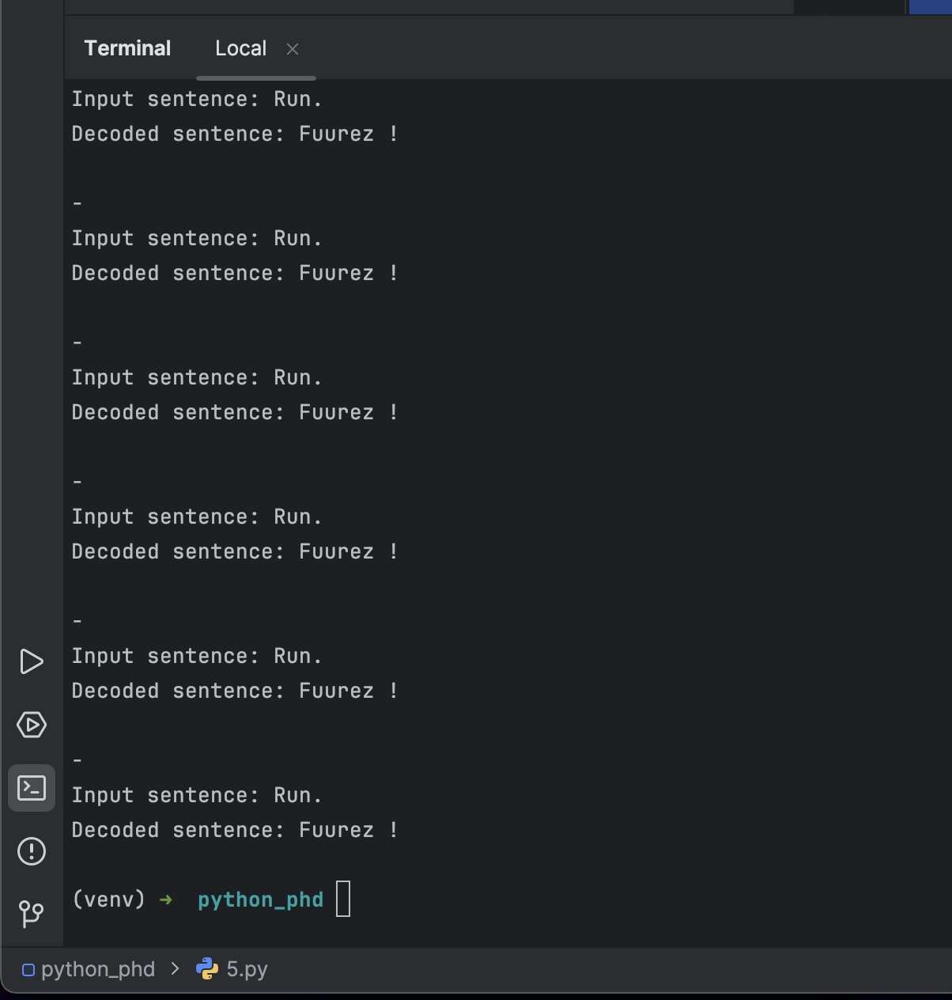 Terminal Local
Input sentence: Run.
Decoded sentence: Fuurez !
-
Input sentence: Run.
Decoded sentence: Fuurez !
-
Input sentence: Run.
Decoded sentence: Fuurez !
-
Input sentence: Run.
Decoded sentence: Fuurez !
-
Input sentence: Run.
Decoded sentence: Fuurez !
-
Input sentence: Run.
Decoded sentence: Fuurez !
(venv) ➜ python_phd
python_phd > 5.py